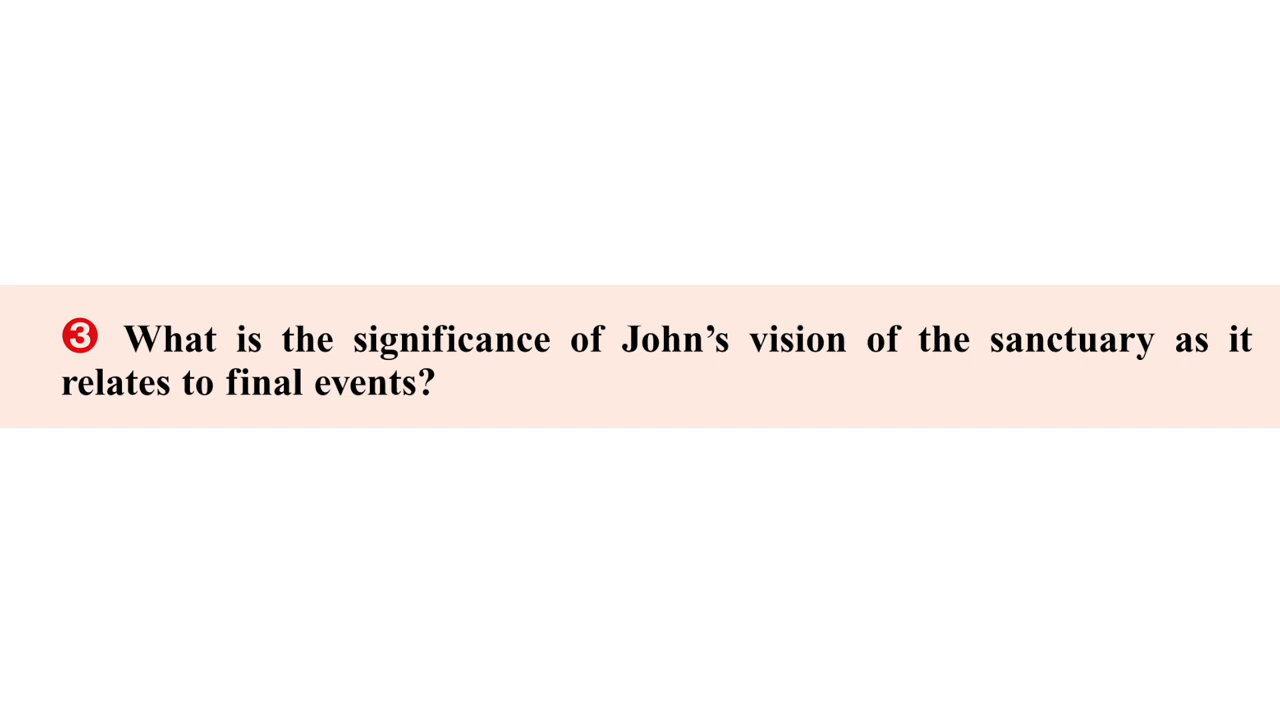 ❸ What is the significance of John’s vision of the sanctuary as it
relates to final events?